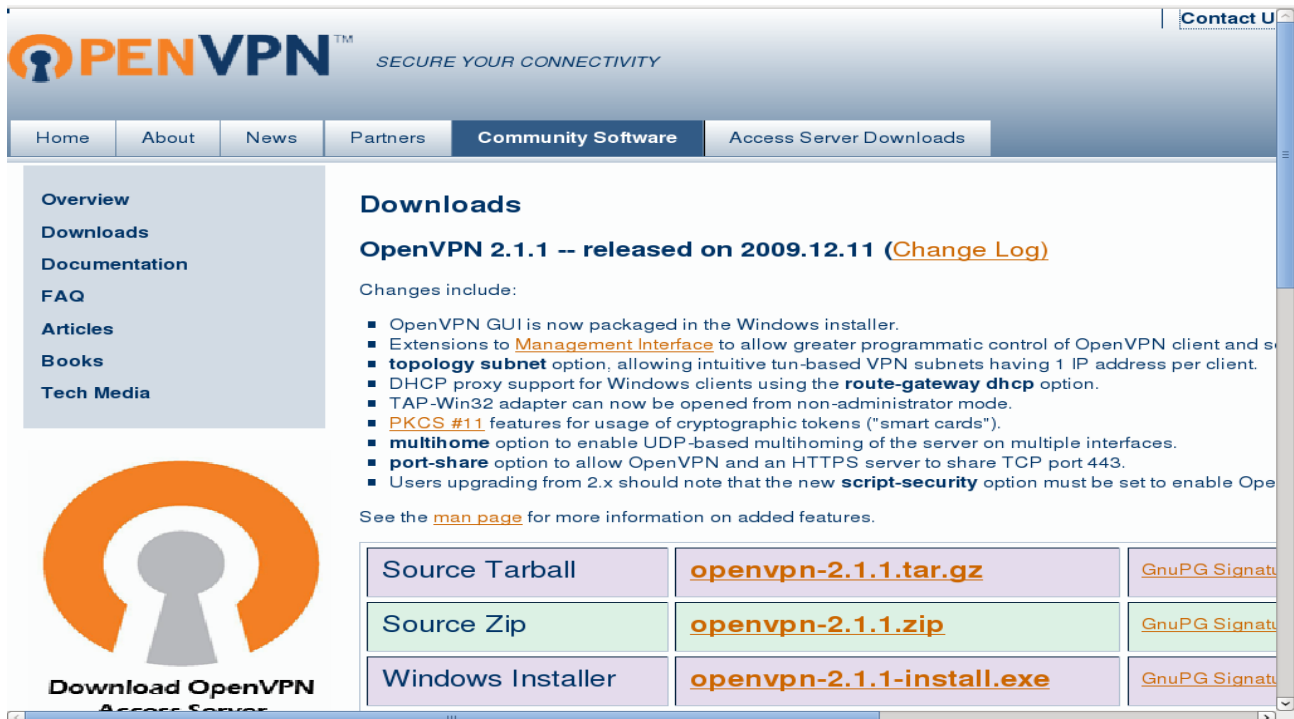 Contact U
OPENVPN™
SECURE YOUR CONNECTIVITY
Home About News Partners Community Software Access Server Downloads
Overview
Downloads
Documentation
FAQ
Articles
Books
Tech Media
Download OpenVPN
Access Server
Downloads
OpenVPN 2.1.1 -- released on 2009.12.11 (Change Log)
Changes include:
OpenVPN GUI is now packaged in the Windows installer.
Extensions to Management Interface to allow greater programmatic control of OpenVPN client and s
topology subnet option, allowing intuitive tun-based VPN subnets having 1 IP address per client.
DHCP proxy support for Windows clients using the route-gateway dhcp option.
TAP-Win32 adapter can now be opened from non-administrator mode.
PKCS #11 features for usage of cryptographic tokens ("smart cards").
multihome option to enable UDP-based multihoming of the server on multiple interfaces.
port-share option to allow OpenVPN and an HTTPS server to share TCP port 443.
Users upgrading from 2.x should note that the new script-security option must be set to enable Ope
See the man page for more information on added features.
Source Tarball openvpn-2.1.1.tar.gz GnuPG Signatu
Source Zip openvpn-2.1.1.zip GnuPG Signatu
Windows Installer openvpn-2.1.1-install.exe GnuPG Signatu